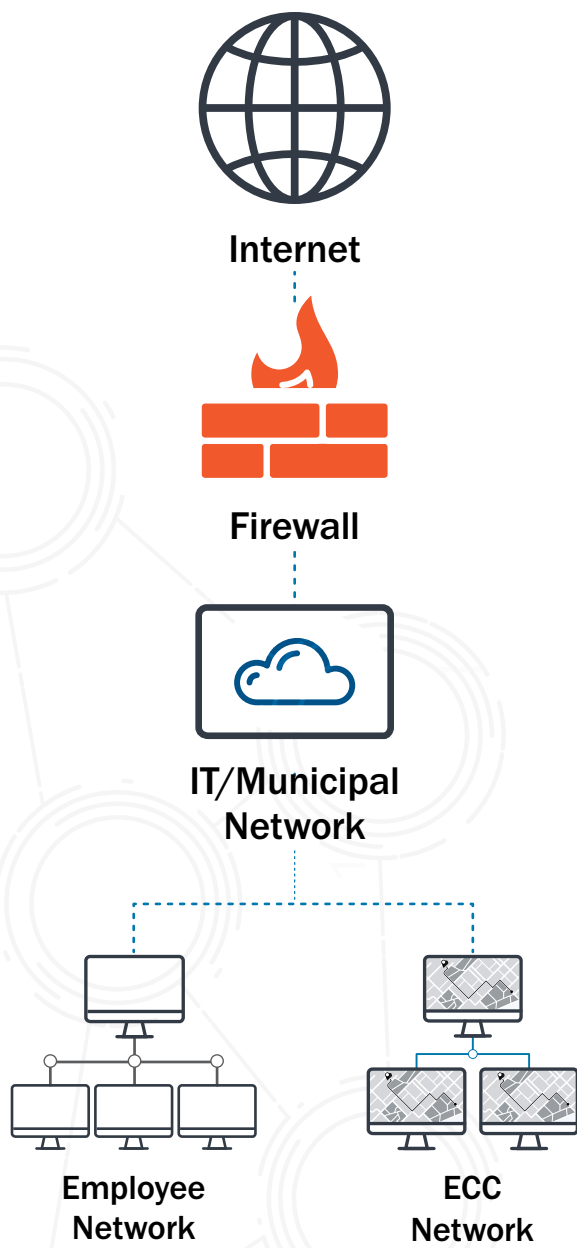 Internet
Firewall
IT/Municipal
Network
Employee
Network
ECC
Network